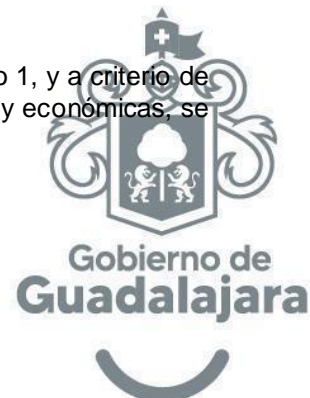 o 1, y a criterio de
y económicas, se
Gobierno de
Guadalajara